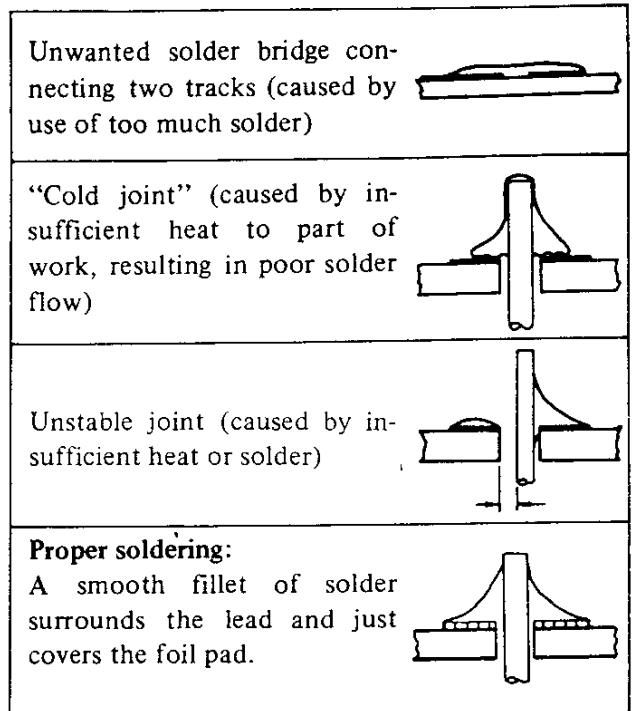 Unwanted solder bridge con-
necting two tracks (caused by
use of too much solder)
“Cold joint” (caused by in-
sufficient heat to part of
work, resulting in poor solder
flow)
Unstable joint (caused by in-
sufficient heat or solder)
Proper soldering:
A smooth fillet of solder
surrounds the lead and just
covers the foil pad.